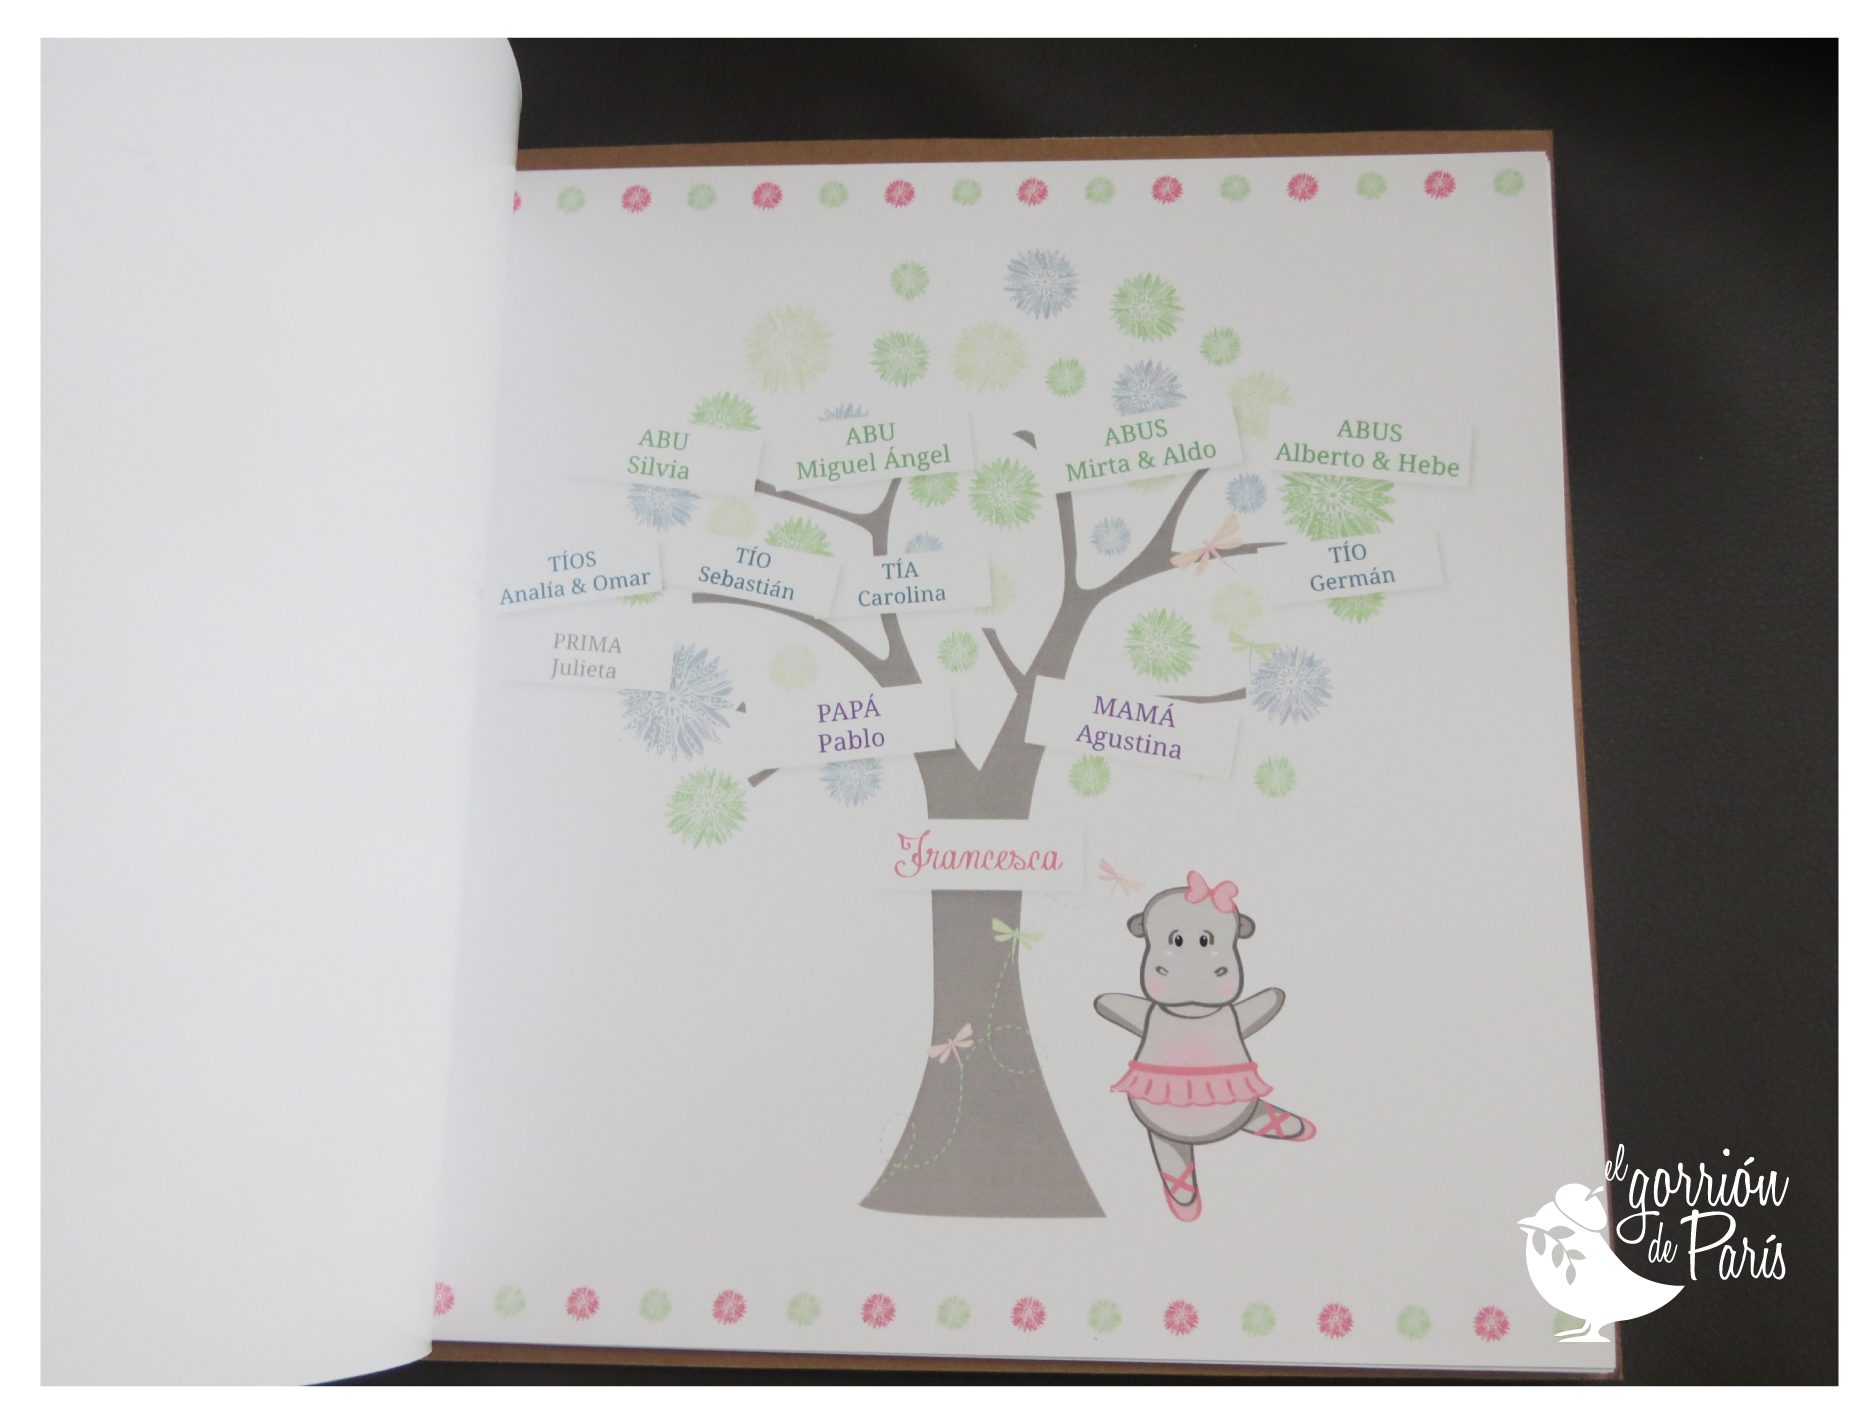 ABU
Silvia
ABU
Miguel Ángel
ABUS
Mirta & Aldo
ABUS
Alberto & Hebe
TÍOS
Analía & Omar
TÍO
Sebastián
TÍA
Carolina
TÍO
Germán
PRIMA
Julieta
PAPÁ
Pablo
MAMÁ
Agustina
Francesca
el
gorrión
de París